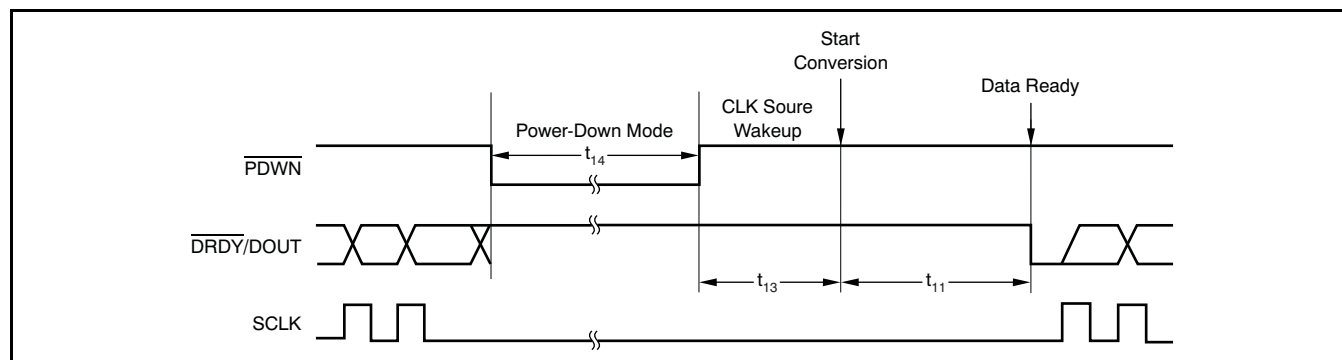 Start
Conversion
Data Ready
CLK Soure
Wakeup
Power-Down Mode
t14
PDWN
DRDY/DOUT
t13
t11
SCLK